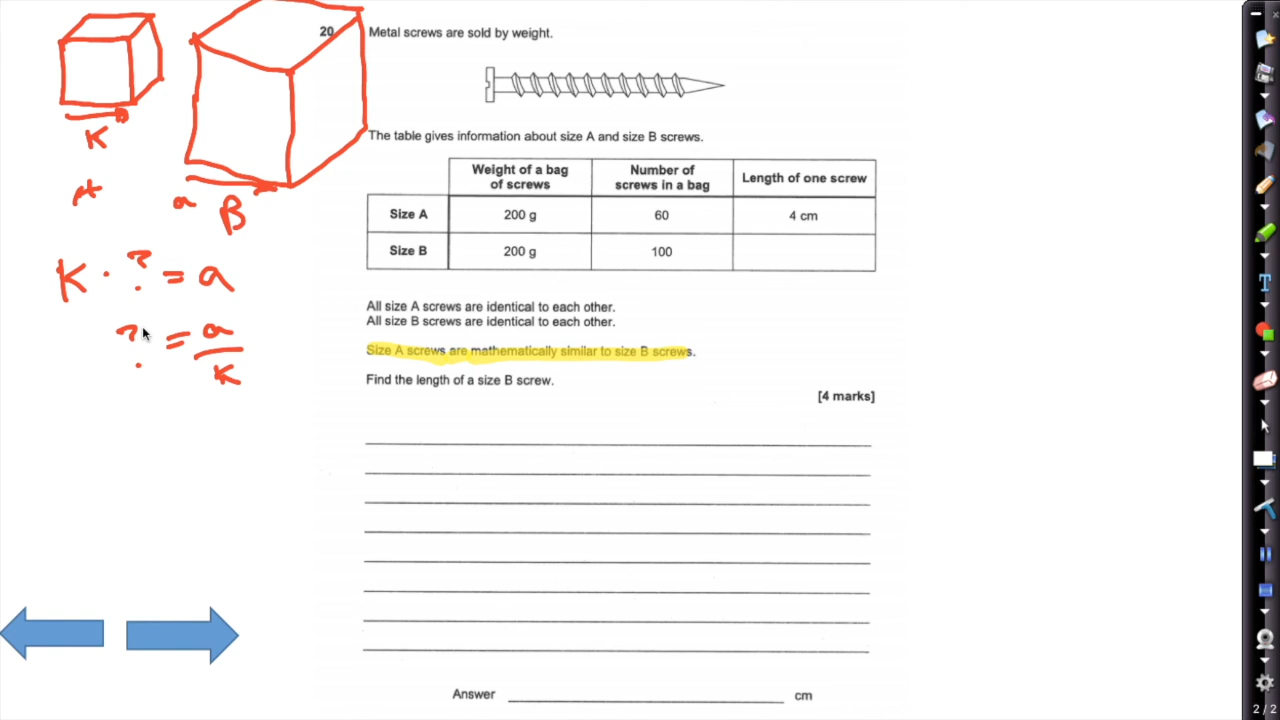 20 Metal screws are sold by weight.
The table gives information about size A and size B screws.
Weight of a bag of screws Number of screws in a bag Length of one screw
Size A 200 g 60 4 cm
Size B 200 g 100
All size A screws are identical to each other.
All size B screws are identical to each other.
Size A screws are mathematically similar to size B screws.
Find the length of a size B screw.
[4 marks]
Answer cm
K
A
a B
K · ? = a
? = a/K
2 / 2